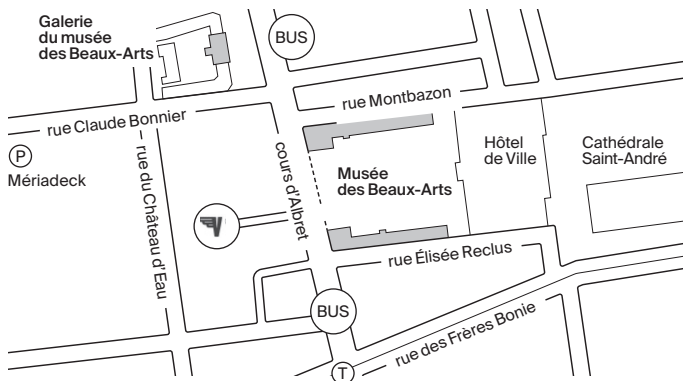 Galerie
du musée
des Beaux-Arts
BUS
rue Montbazon
rue Claude Bonnier
P
Mériadeck
rue du Château d'Eau
cours d'Albret
Musée
des Beaux-Arts
Hôtel
de Ville
Cathédrale
Saint-André
V
rue Élisée Reclus
BUS
rue des Frères Bonie
T